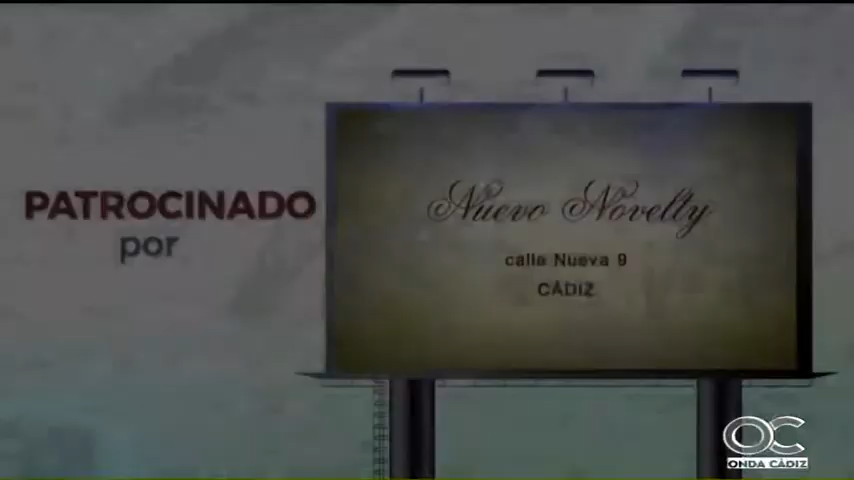 PATROCINADO
por
Nuevo Novelty
calle Nueva 9
CÁDIZ
OC
ONDA CÁDIZ